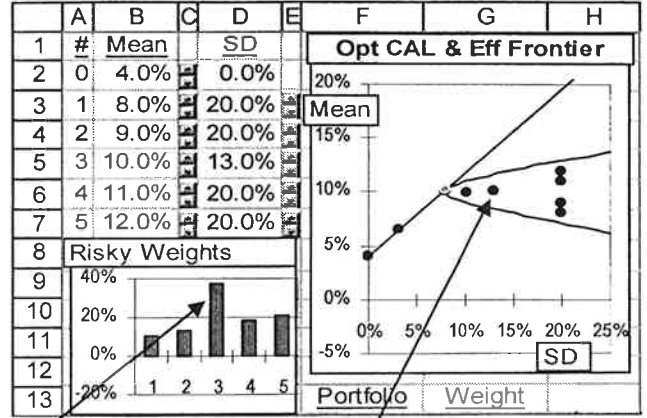 A B C D E F G H
1 # Mean SD Opt CAL & Eff Frontier
2 0 4.0% 0.0%
3 1 8.0% 20.0%
4 2 9.0% 20.0%
5 3 10.0% 13.0%
6 4 11.0% 20.0%
7 5 12.0% 20.0%
20%
Mean
15%
10%
5%
0%
0% 5% 10% 15% 20% 25%
-5%
SD
8 Risky Weights
9
10
11
12
13
40%
20%
0%
-20%
1 2 3 4 5
Portfolio Weight